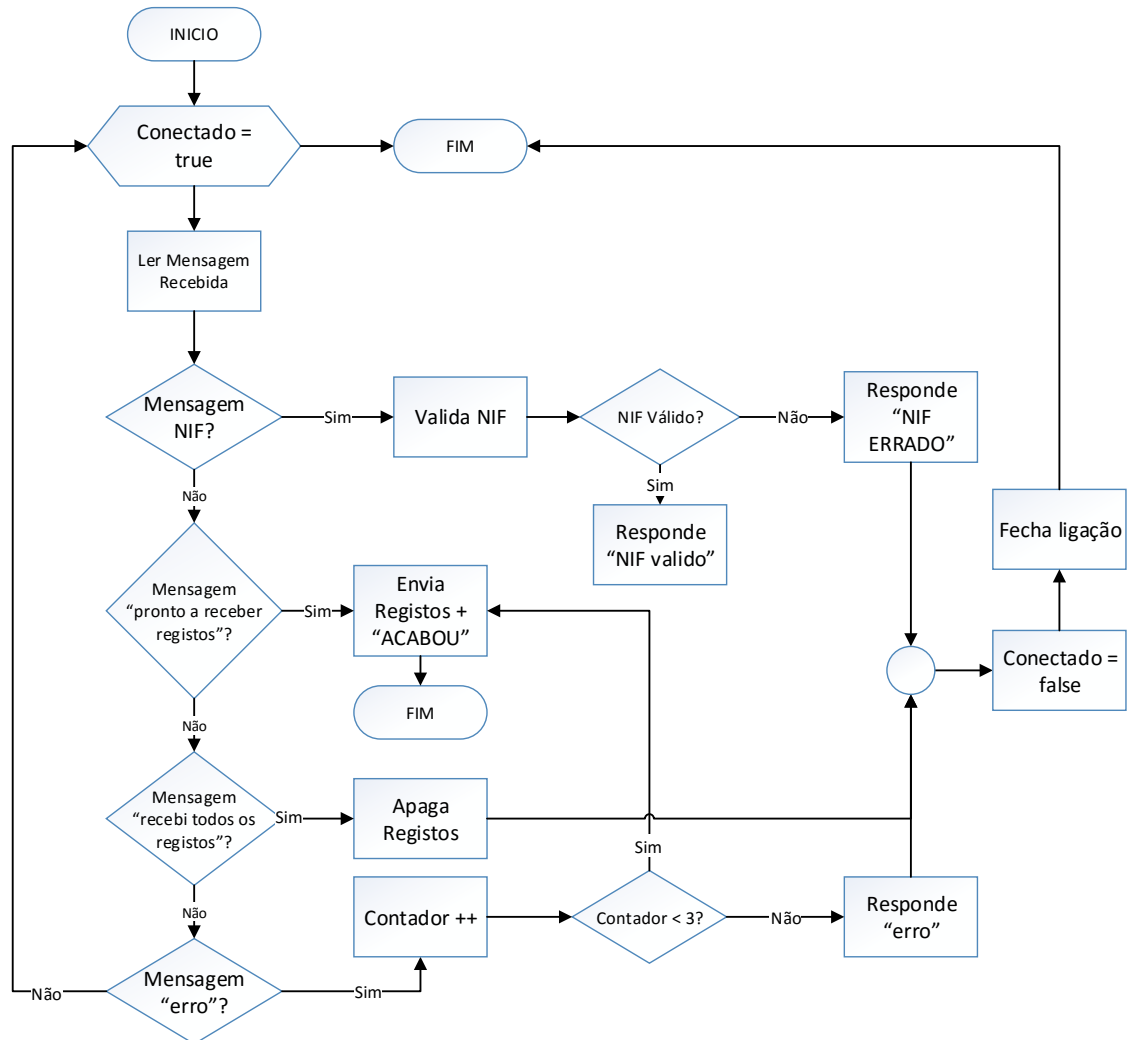 INICIO
Conectado =
true
FIM
Ler Mensagem
Recebida
Mensagem
NIF?
Sim
Valida NIF
NIF Válido?
Não
Responde
“NIF
ERRADO”
Sim
Responde
“NIF valido”
Não
Fecha ligação
Mensagem
“pronto a receber
registos”?
Sim
Envia
Registos +
“ACABOU”
FIM
Conectado =
false
Não
Mensagem
“recebi todos os
registos”?
Sim
Apaga
Registos
Sim
Não
Contador ++
Contador < 3?
Não
Responde
“erro”
Mensagem
“erro”?
Não
Sim